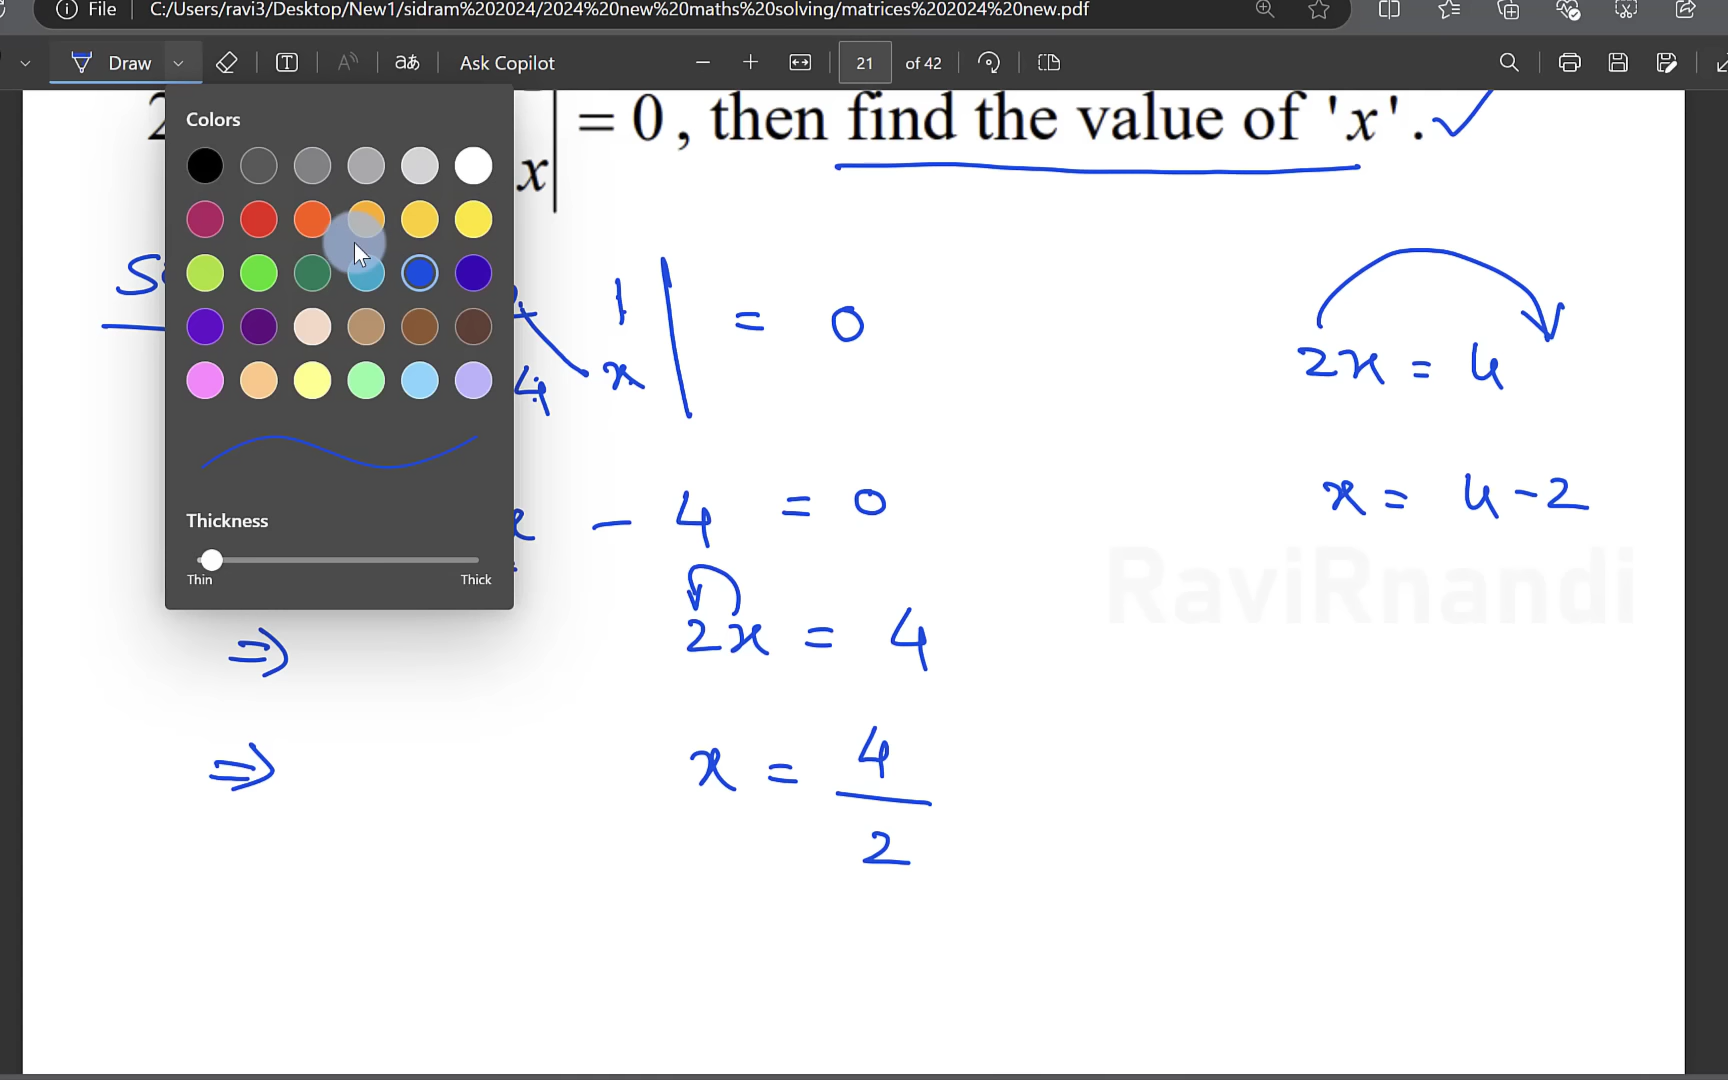 File C:/Users/ravi3/Desktop/New1/sidram%202024/2024%20new%20maths%20solving/matrices%202024%20new.pdf
Draw Ask Copilot 21 of 42
2 = 0, then find the value of 'x'. ✓
x
Colors
S
1 = 0
4 x
2x = 4
- 4 = 0
x = 4 - 2
RaviRnandi
Thickness
Thin Thick
⇒ 2x = 4
⇒ x = 4/2